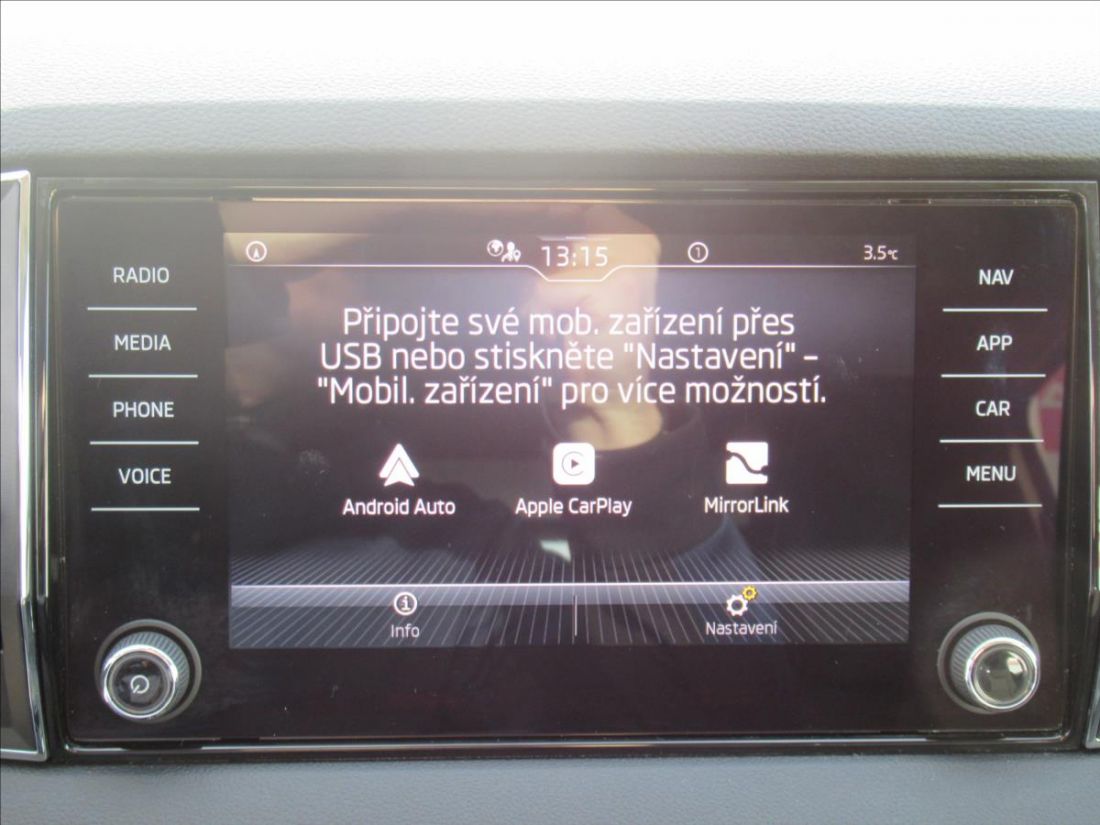 13:15
1
3.5°C
RADIO
MEDIA
PHONE
VOICE
Připojte své mob. zařízení přes
USB nebo stiskněte "Nastavení" –
"Mobil. zařízení" pro více možností.
Android Auto
Apple CarPlay
MirrorLink
Info
Nastavení
NAV
APP
CAR
MENU